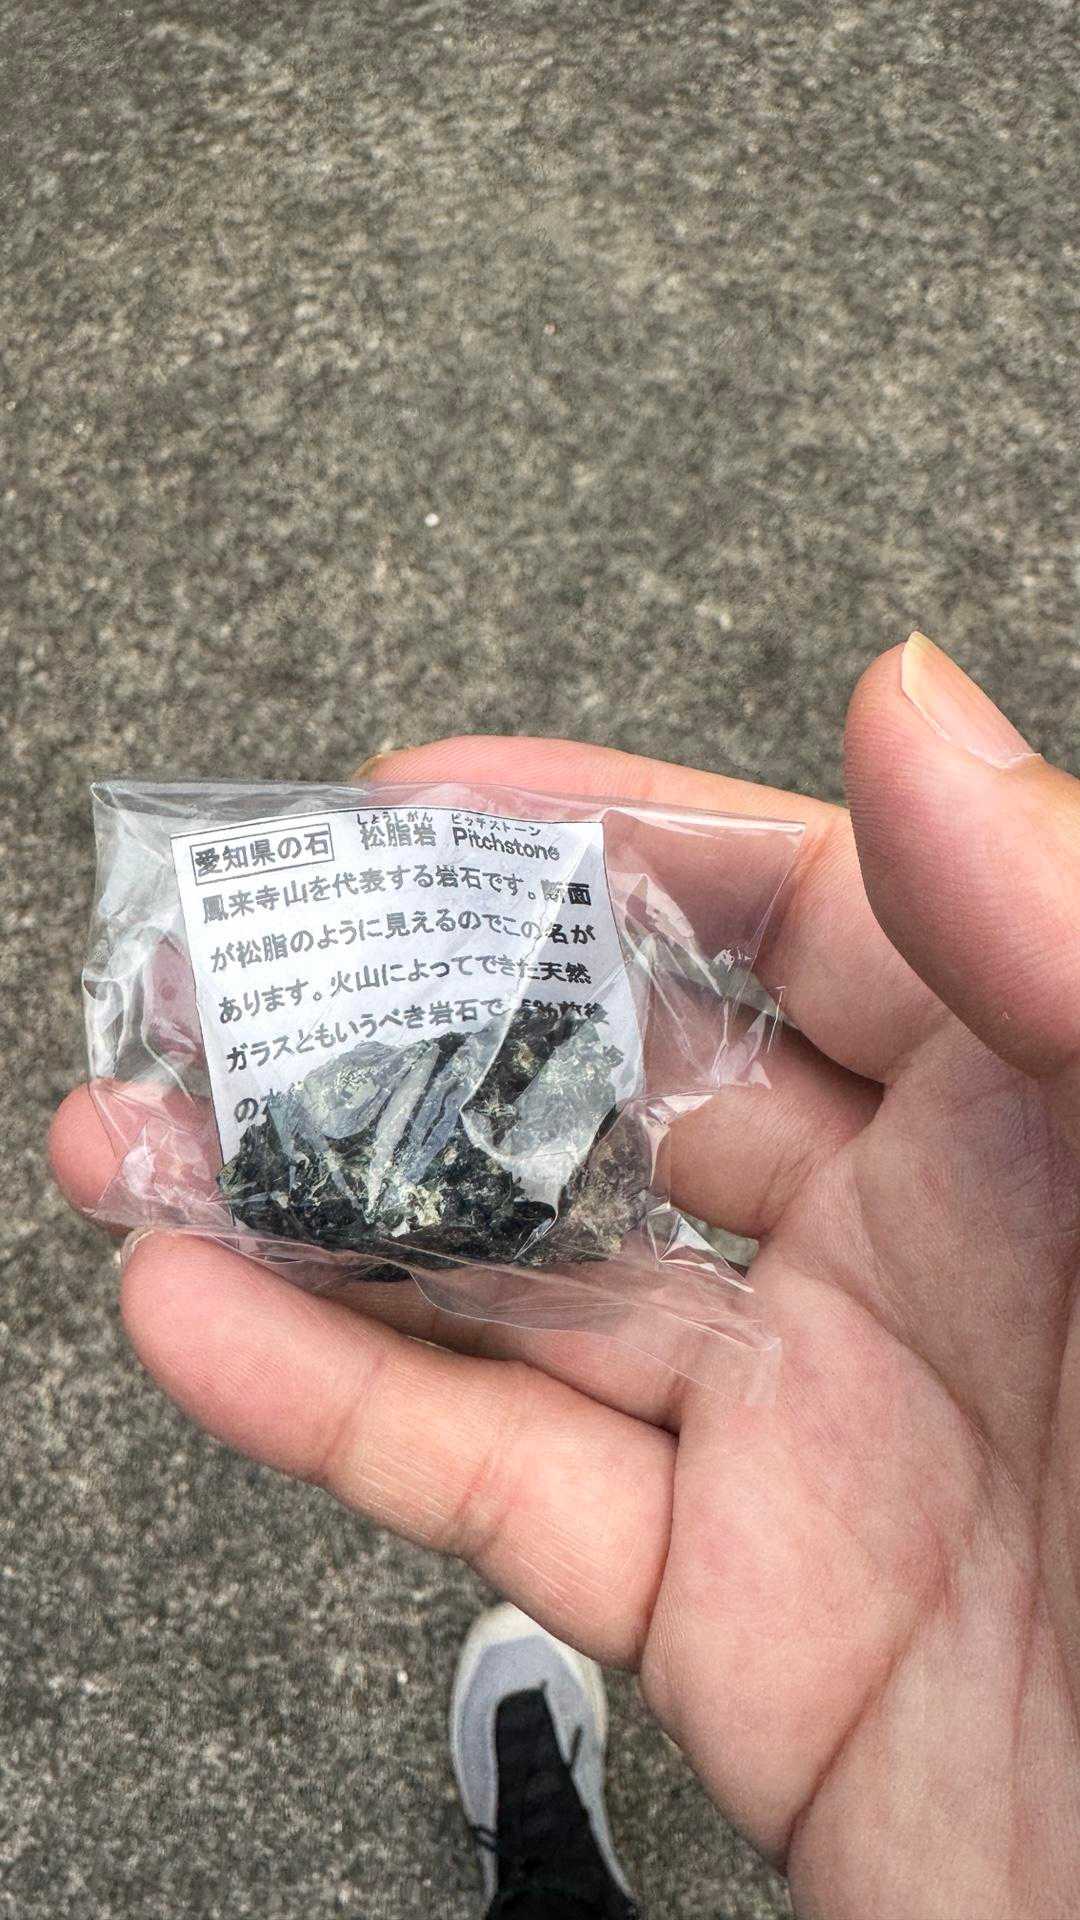 愛知県の石 松脂岩 Pitchstone
しょうしがん ピッチストーン
鳳来寺山を代表する岩石です。断面
が松脂のように見えるのでこの名が
あります。火山によってできた天然
ガラスともいうべき岩石で
の水